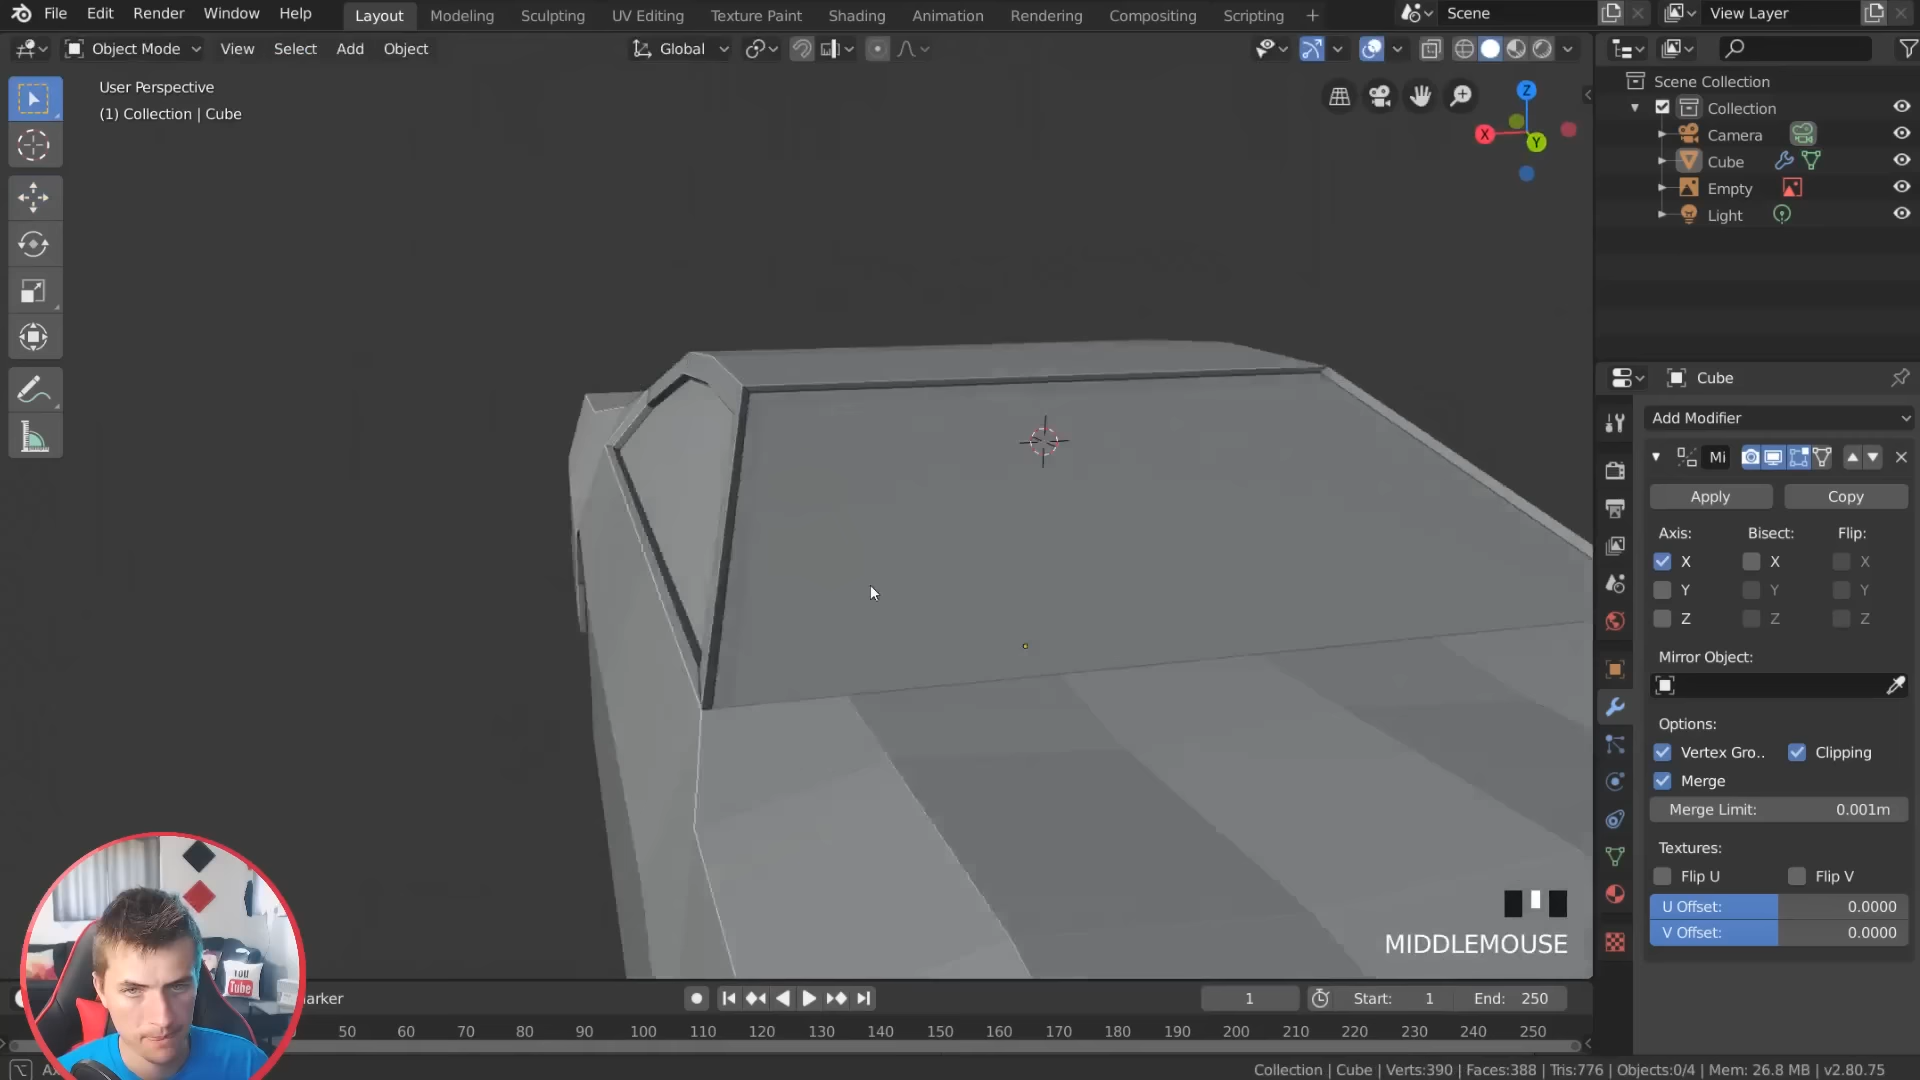 File Edit Render Window Help Layout Modeling Sculpting UV Editing Texture Paint Shading Animation Rendering Compositing Scripting + Scene View Layer
Object Mode View Select Add Object Global
User Perspective
(1) Collection | Cube
Z
X
Y
Scene Collection
Collection
Camera
Cube
Empty
Light
Cube
Add Modifier
Mi
Apply Copy
Axis: Bisect: Flip:
X X X
Y Y Y
Z Z Z
Mirror Object:
Options:
Vertex Gro.. Clipping
Merge
Merge Limit: 0.001m
Textures:
Flip U Flip V
U Offset: 0.0000
V Offset: 0.0000
MIDDLEMOUSE
You
Tube
arker 1 Start: 1 End: 250
50 60 70 80 90 100 110 120 130 140 150 160 170 180 190 200 210 220 230 240 250
Collection | Cube | Verts:390 | Faces:388 | Tris:776 | Objects:0/4 | Mem: 26.8 MB | v2.80.75